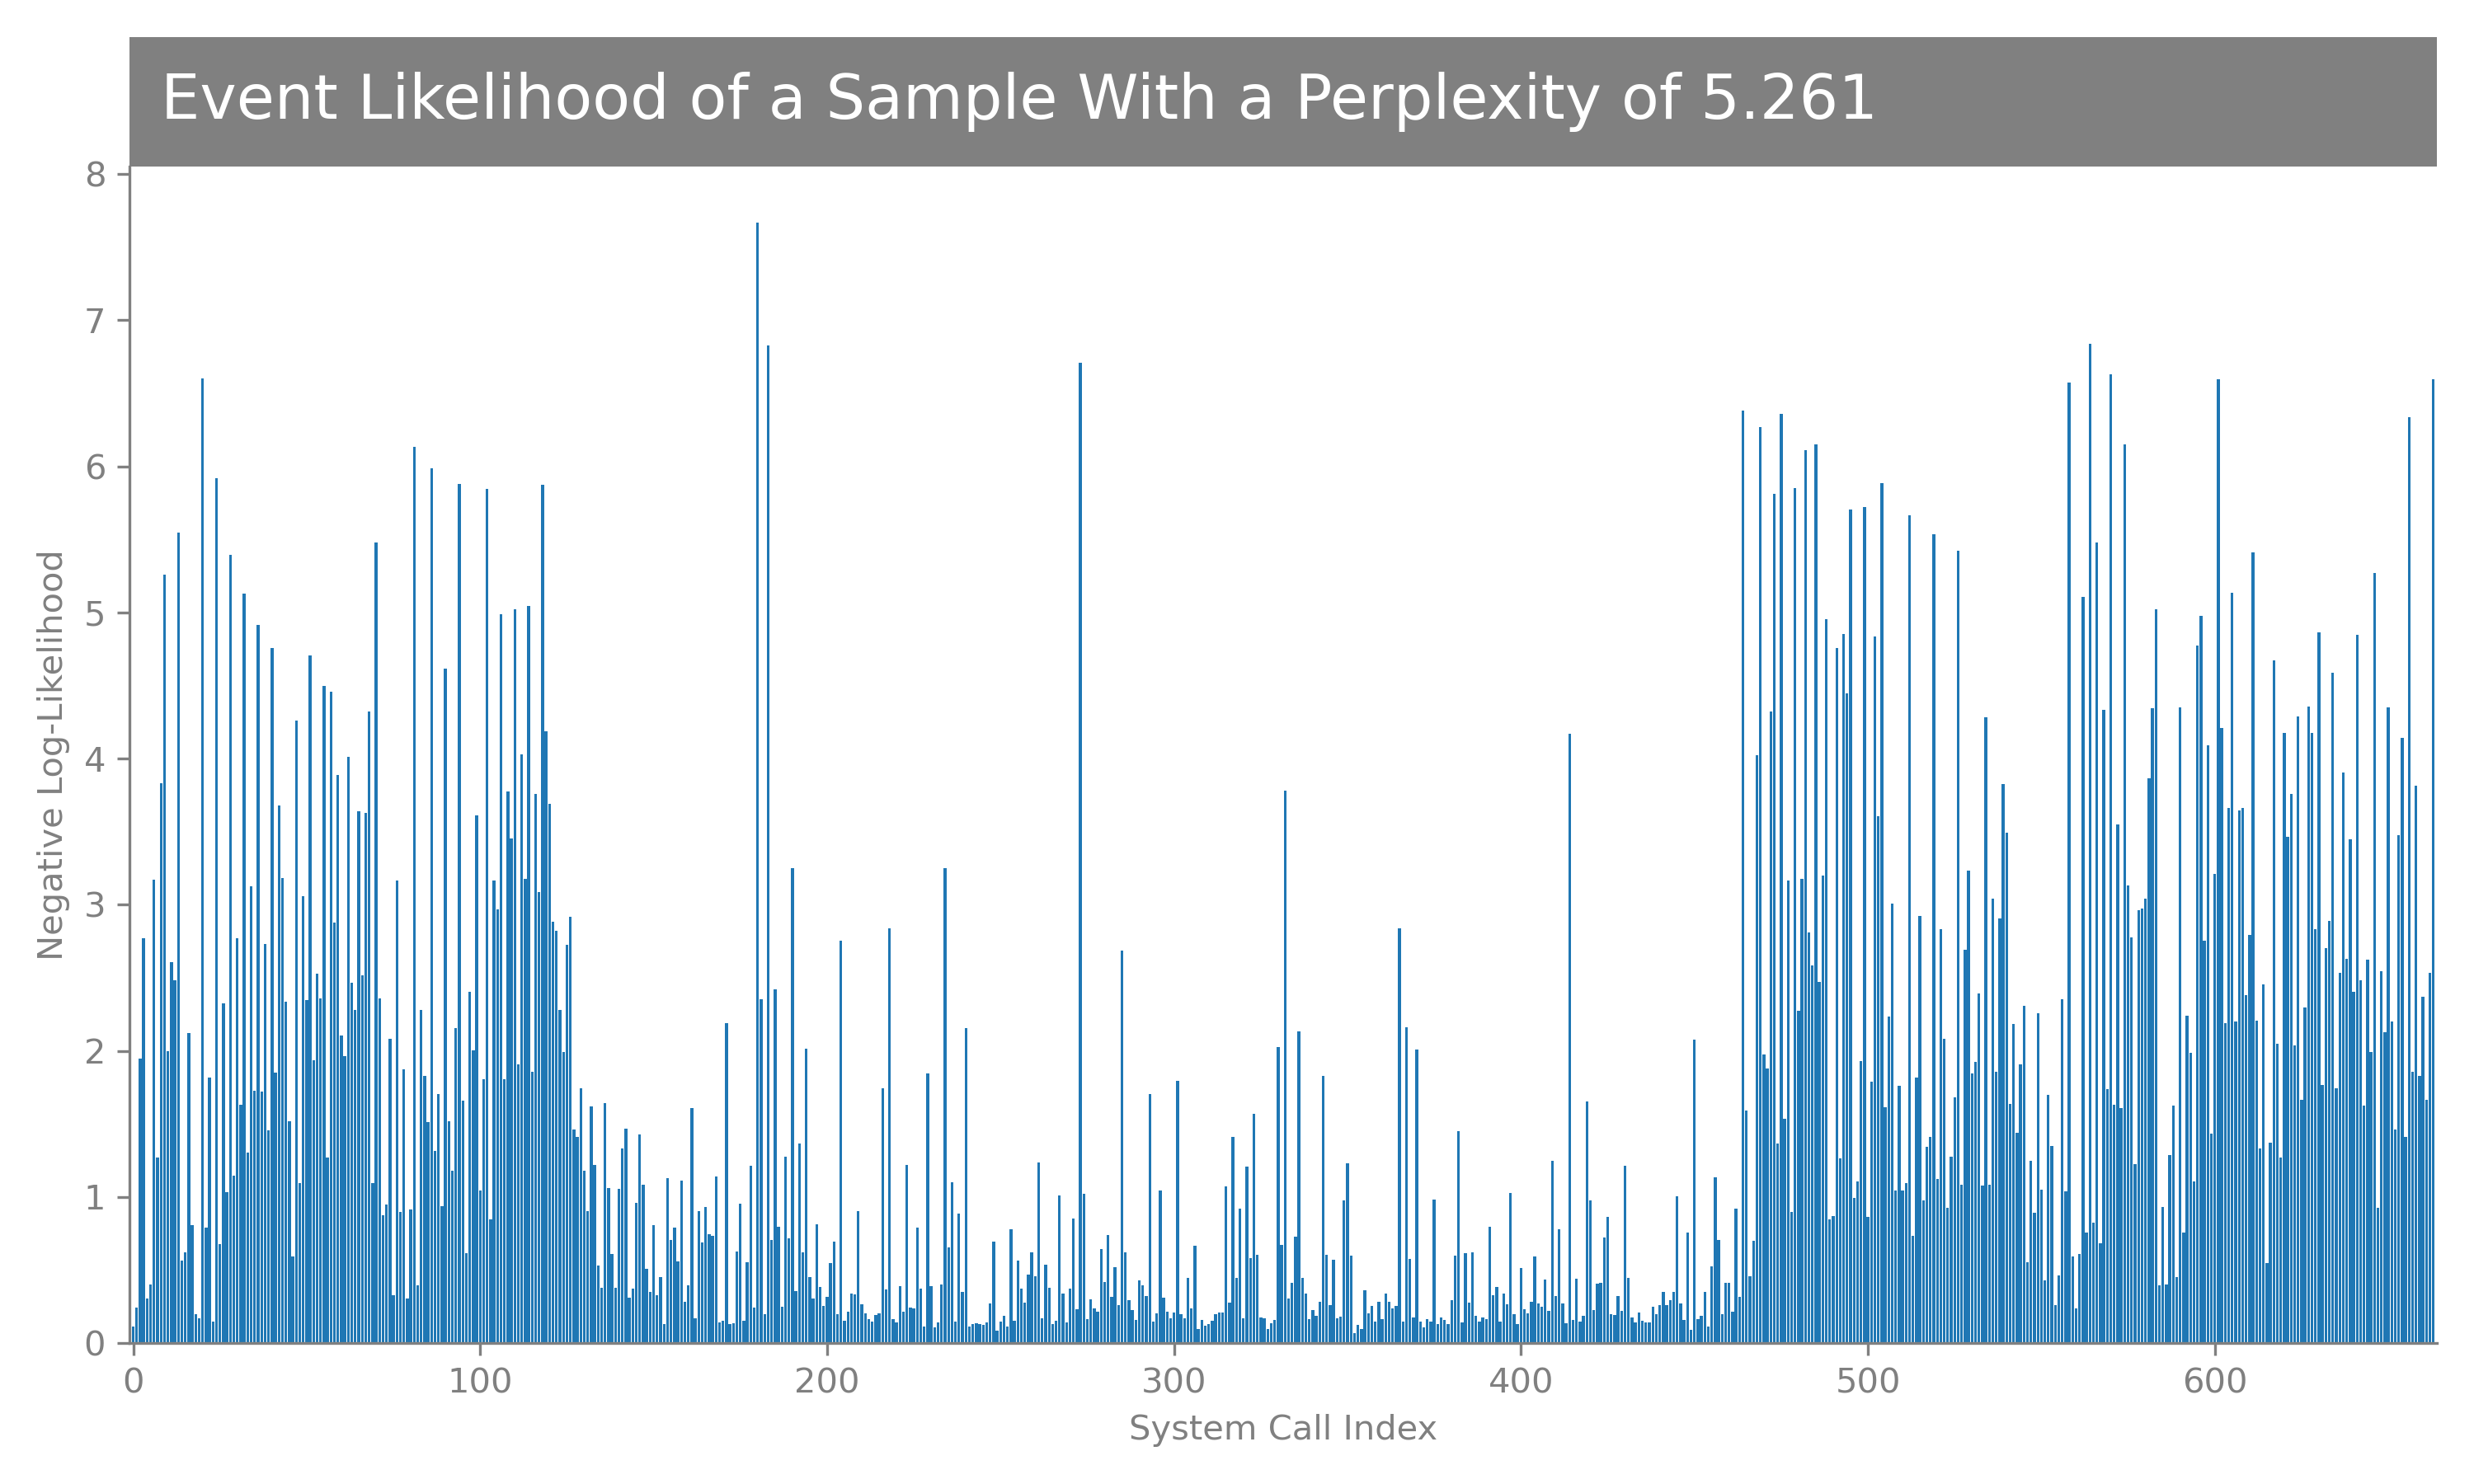 Event Likelihood of a Sample With a Perplexity of 5.261
8
7
6
5
4
3
2
1
0
Negative Log-Likelihood
0 100 200 300 400 500 600
System Call Index